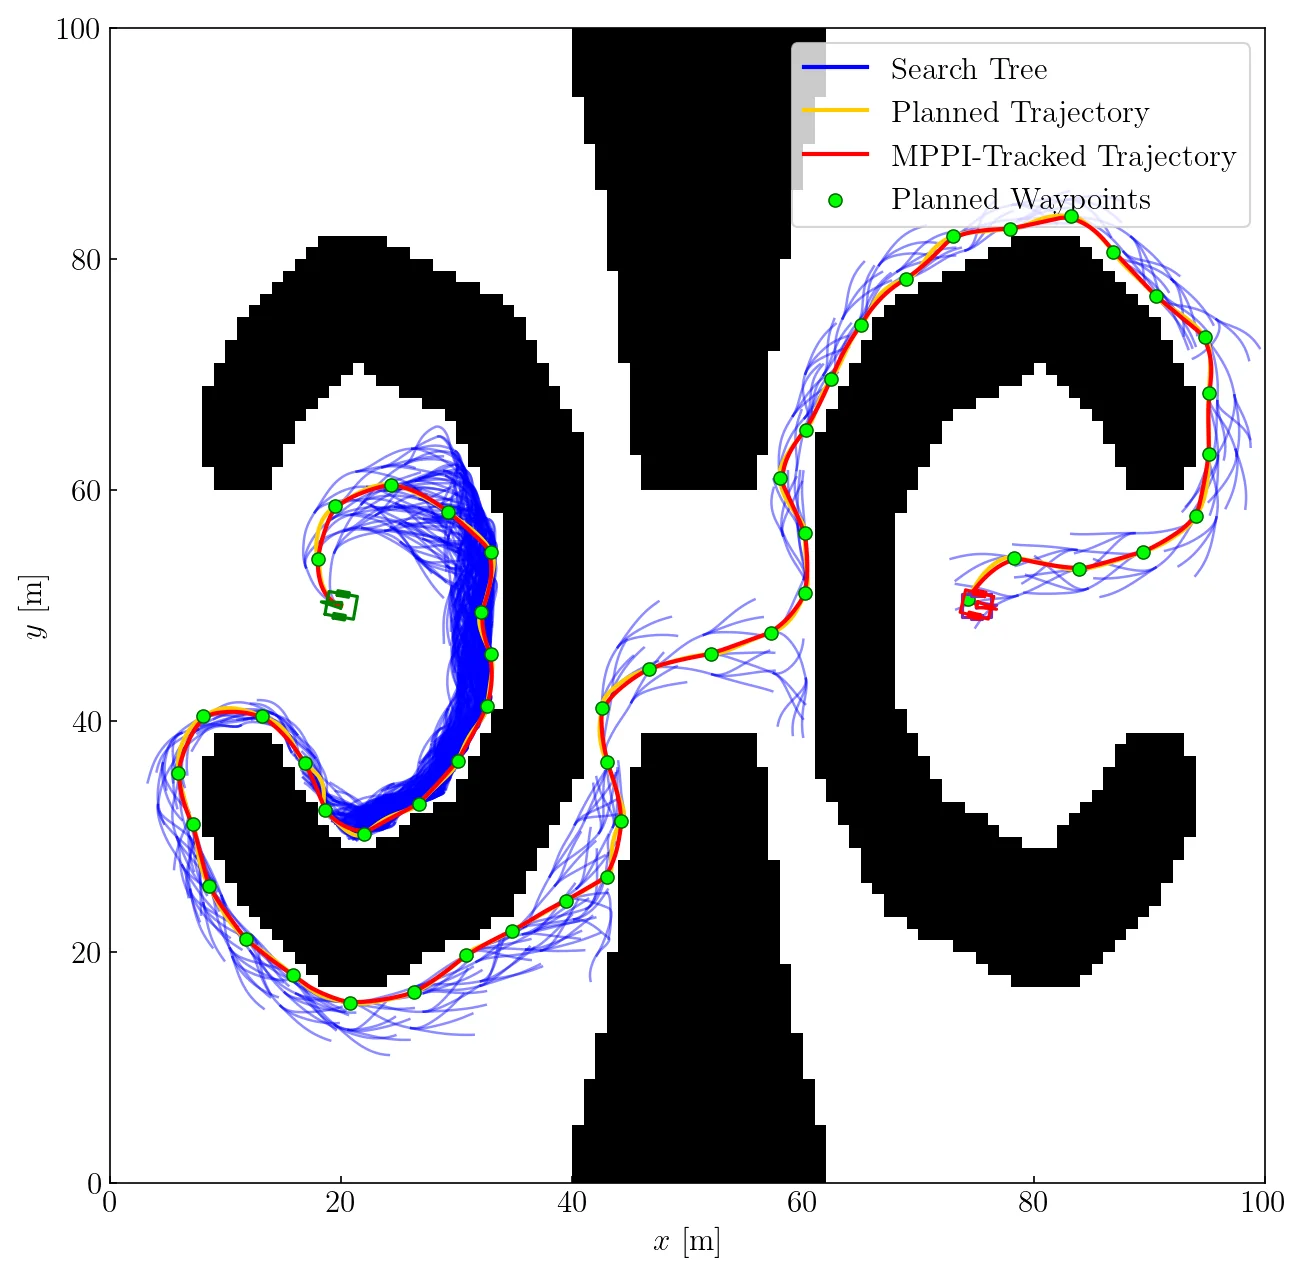 100
80
60
40
20
0
y [m]
Search Tree
Planned Trajectory
MPPI-Tracked Trajectory
Planned Waypoints
0 20 40 60 80 100
x [m]